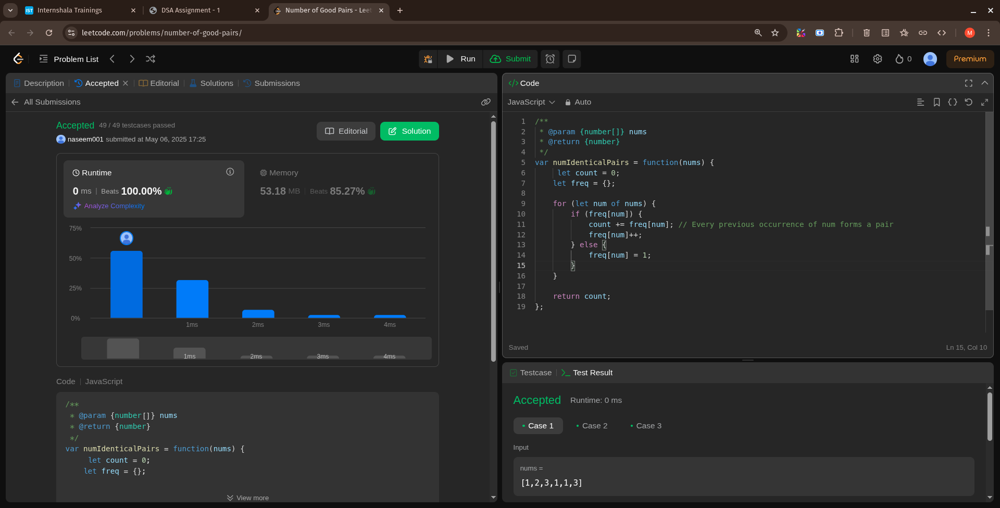 IST Internshala Trainings
DSA Assignment - 1
Number of Good Pairs - Leet
leetcode.com/problems/number-of-good-pairs/
M
Problem List
Run
Submit
0
Premium
Description
Accepted
Editorial
Solutions
Submissions
All Submissions
Accepted 49 / 49 testcases passed
naseem001 submitted at May 06, 2025 17:25
Editorial
Solution
Runtime
0 ms | Beats 100.00%
Analyze Complexity
Memory
53.18 MB | Beats 85.27%
75%
50%
25%
0%
1ms 2ms 3ms 4ms
1ms 2ms 3ms 4ms
Code | JavaScript
/**
 * @param {number[]} nums
 * @return {number}
 */
var numIdenticalPairs = function(nums) {
     let count = 0;
    let freq = {};
View more
</> Code
JavaScript
Auto
1 /**
2  * @param {number[]} nums
3  * @return {number}
4  */
5 var numIdenticalPairs = function(nums) {
6      let count = 0;
7     let freq = {};
8
9     for (let num of nums) {
10         if (freq[num]) {
11             count += freq[num]; // Every previous occurrence of num forms a pair
12             freq[num]++;
13         } else {
14             freq[num] = 1;
15         }
16     }
17
18     return count;
19 };
Saved
Ln 15, Col 10
Testcase
Test Result
Accepted Runtime: 0 ms
Case 1
Case 2
Case 3
Input
nums =
[1,2,3,1,1,3]